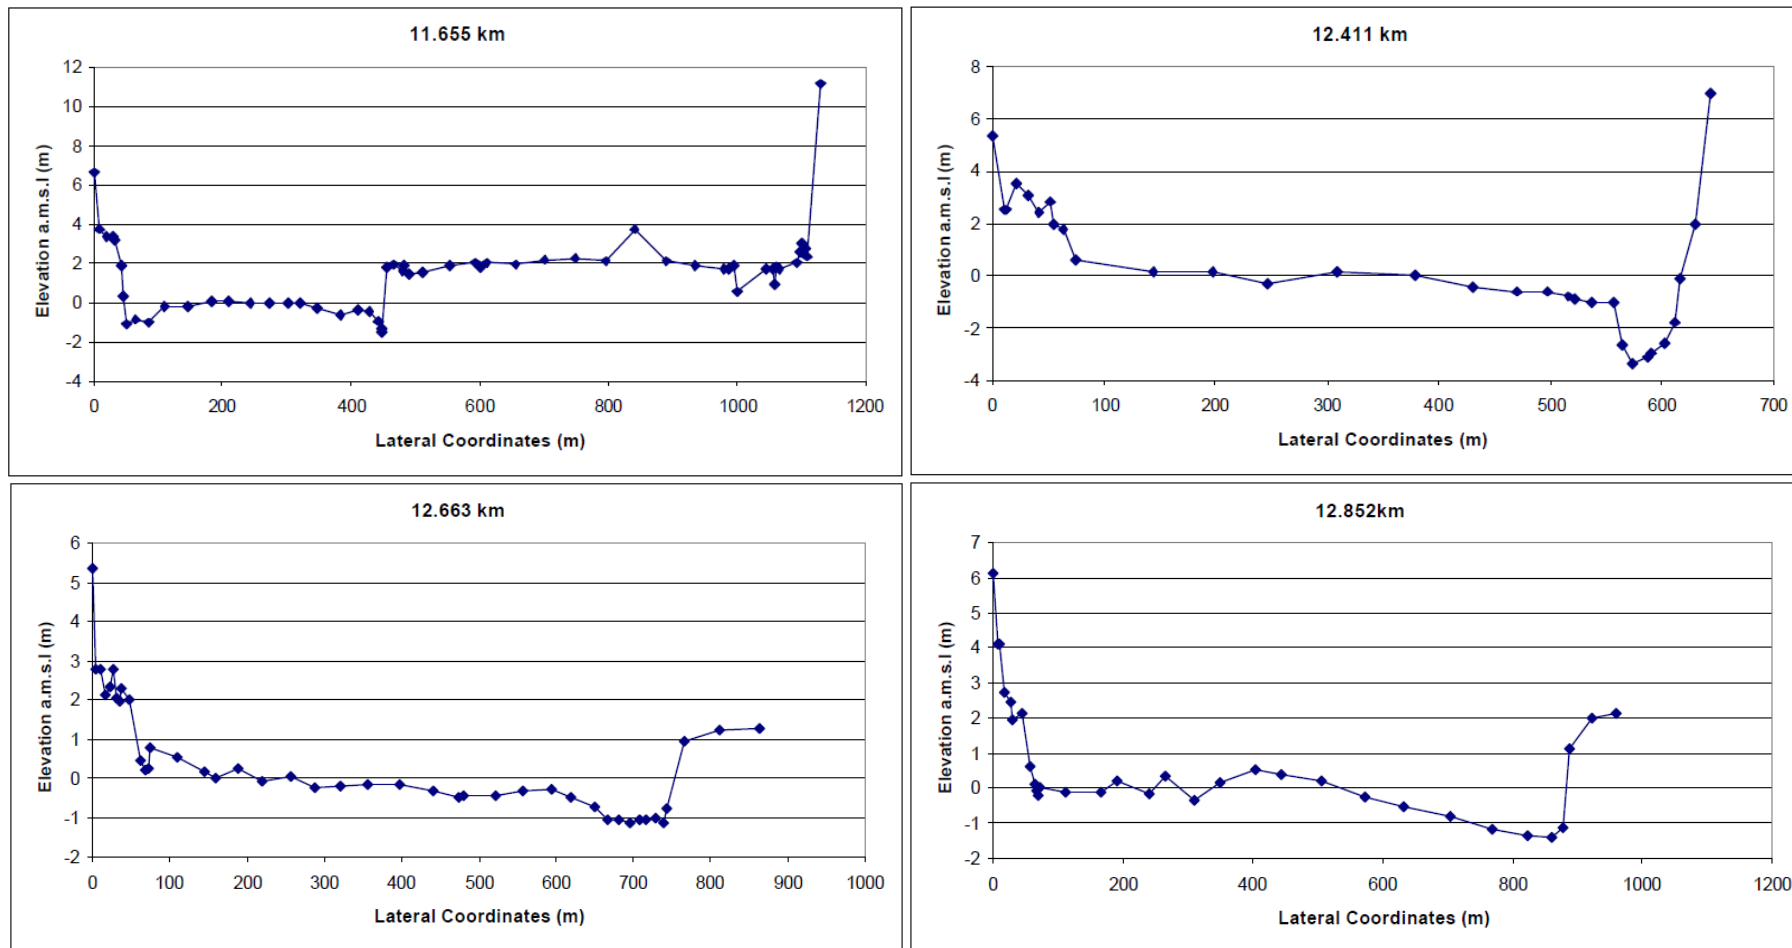 11.655 km
12
10
8
6
4
2
0
-2
-4
Elevation a.m.s.l (m)
0 200 400 600 800 1000 1200
Lateral Coordinates (m)
12.411 km
8
6
4
2
0
-2
-4
Elevation a.m.s.l (m)
0 100 200 300 400 500 600 700
Lateral Coordinates (m)
12.663 km
6
5
4
3
2
1
0
-1
-2
Elevation a.m.s.l (m)
0 100 200 300 400 500 600 700 800 900 1000
Lateral Coordinates (m)
12.852km
7
6
5
4
3
2
1
0
-1
-2
Elevation a.m.s.l (m)
0 200 400 600 800 1000 1200
Lateral Coordinates (m)